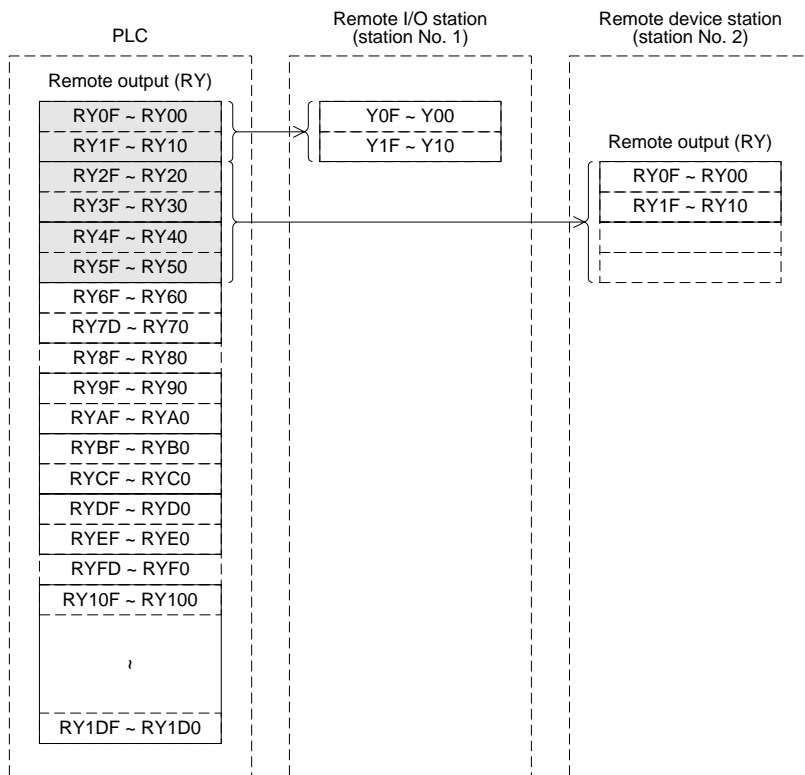 PLC
Remote I/O station
(station No. 1)
Remote device station
(station No. 2)
Remote output (RY)
RY0F ~ RY00
RY1F ~ RY10
RY2F ~ RY20
RY3F ~ RY30
RY4F ~ RY40
RY5F ~ RY50
RY6F ~ RY60
RY7D ~ RY70
RY8F ~ RY80
RY9F ~ RY90
RYAF ~ RYA0
RYBF ~ RYB0
RYCF ~ RYC0
RYDF ~ RYD0
RYEF ~ RYE0
RYFD ~ RYF0
RY10F ~ RY100
~
RY1DF ~ RY1D0
Y0F ~ Y00
Y1F ~ Y10
Remote output (RY)
RY0F ~ RY00
RY1F ~ RY10